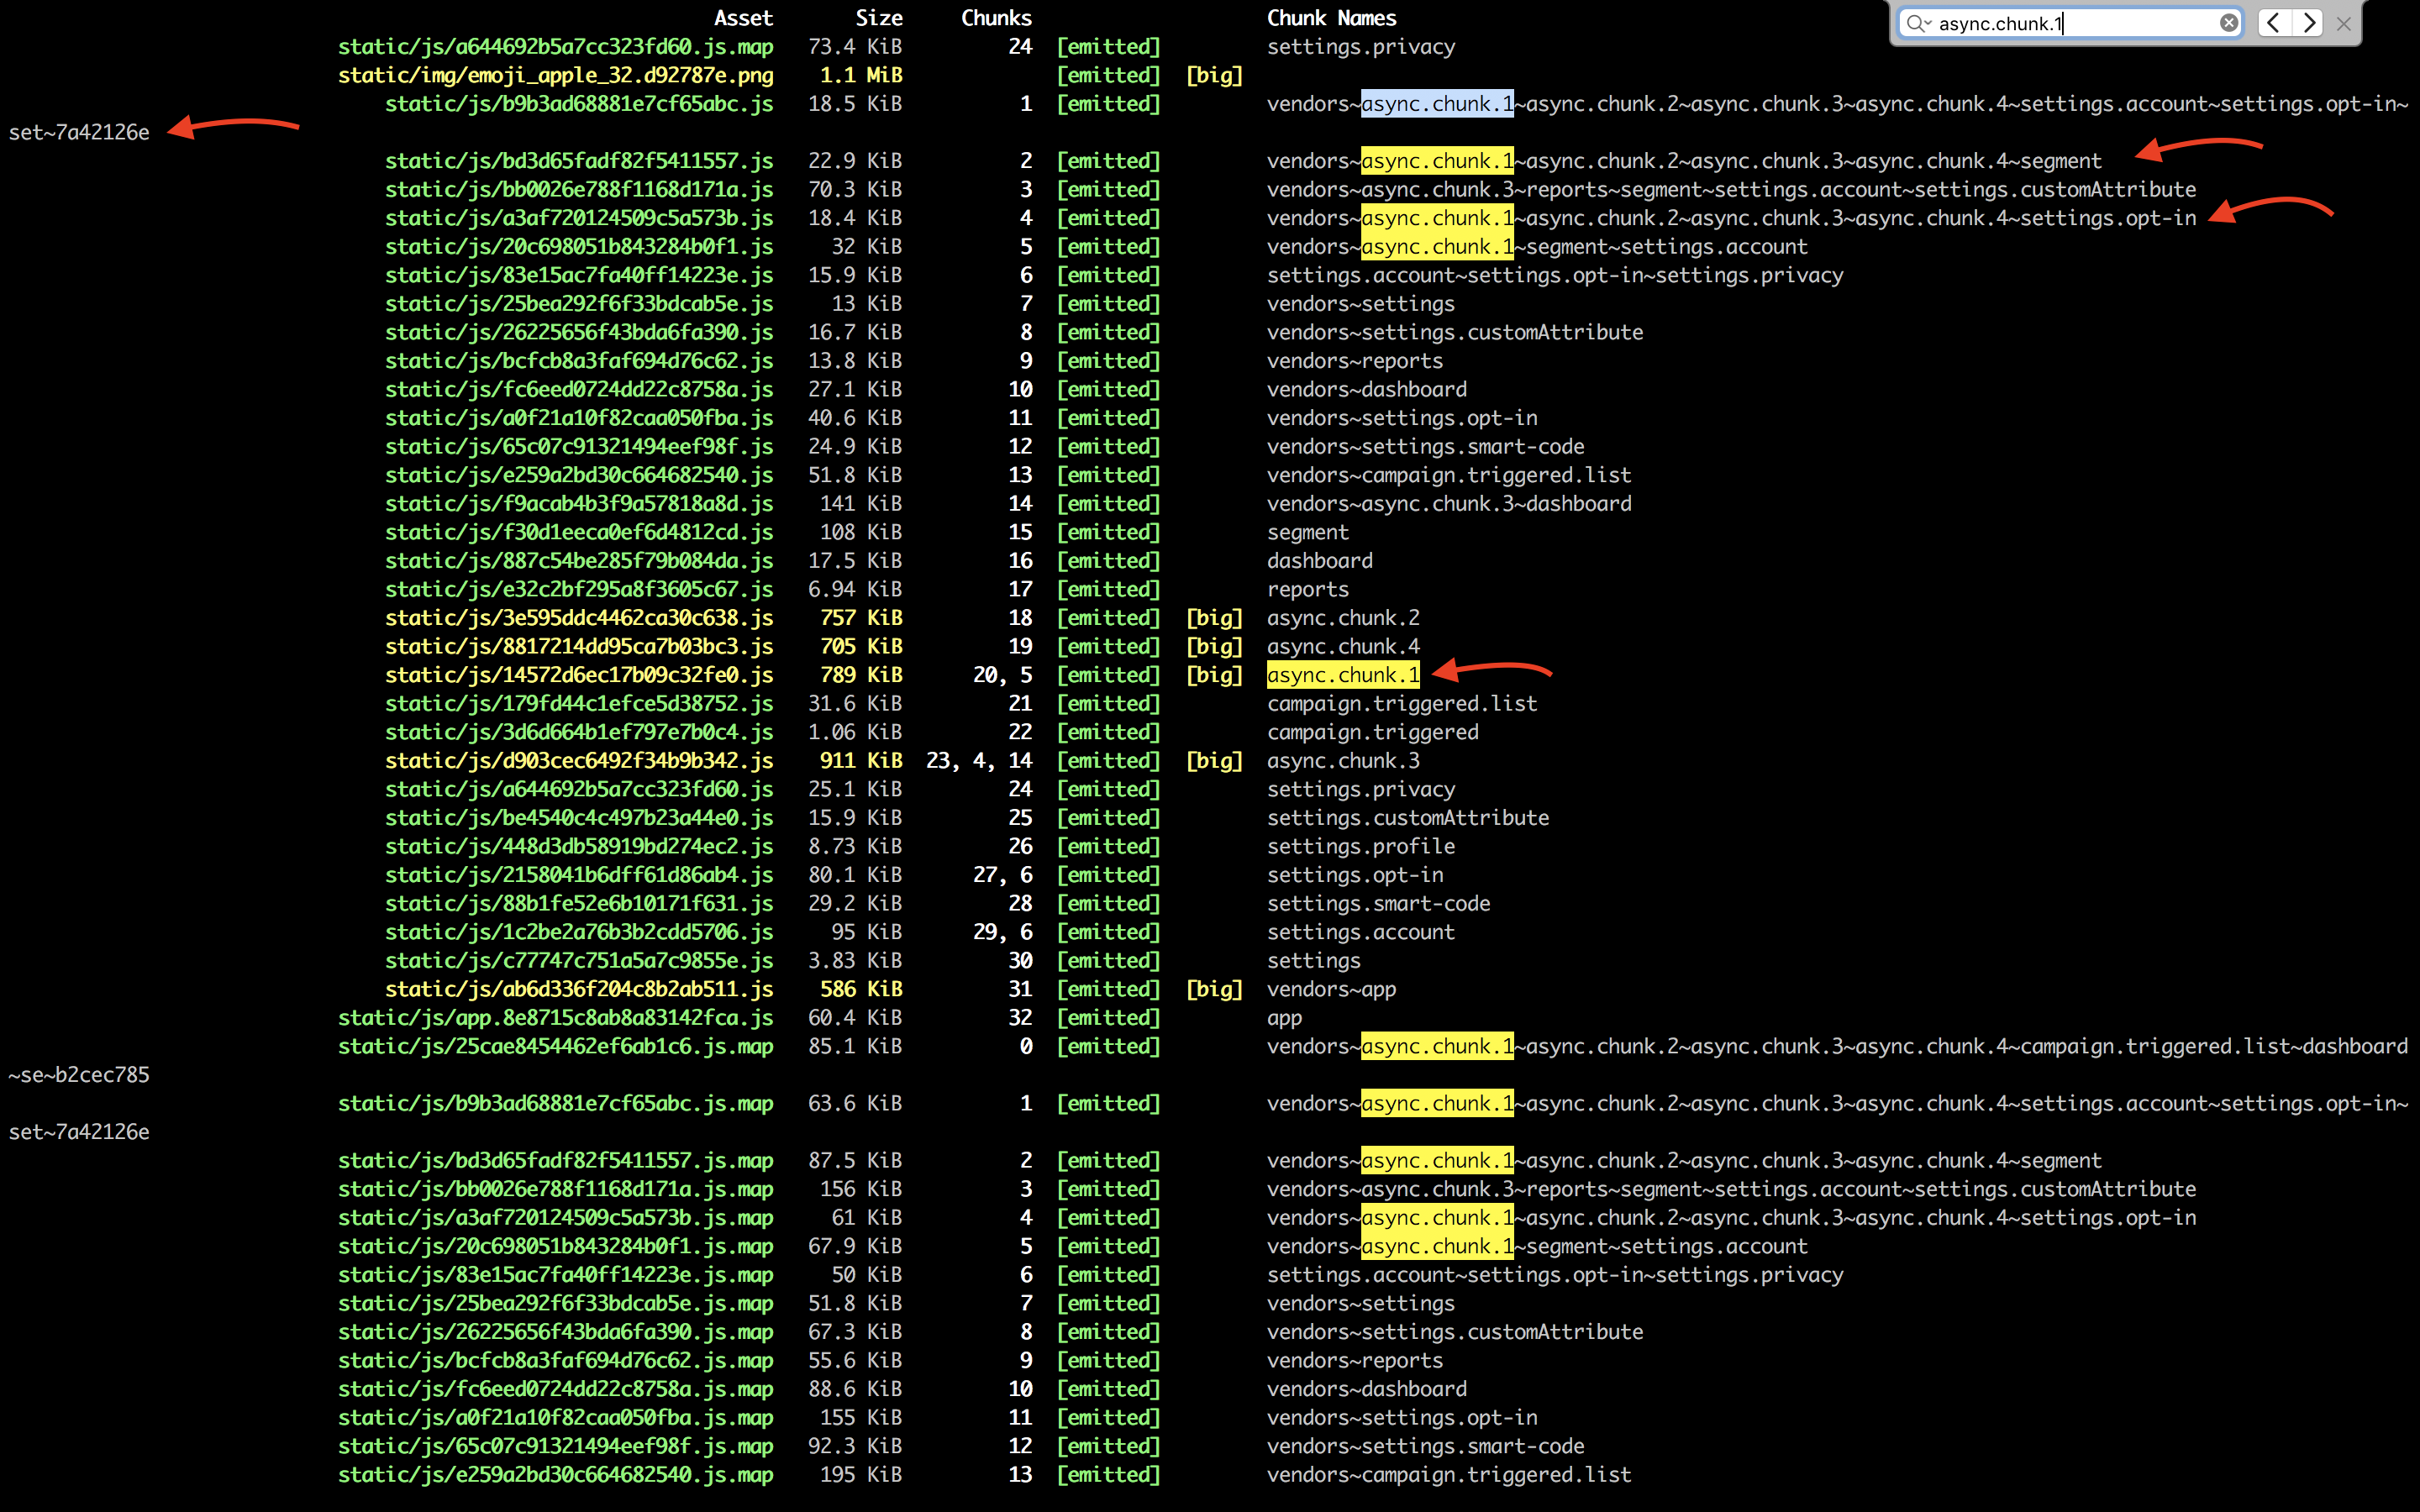 Asset Size Chunks Chunk Names
async.chunk.1
static/js/a644692b5a7cc323fd60.js.map 73.4 KiB 24 [emitted] settings.privacy
static/img/emoji_apple_32.d92787e.png 1.1 MiB [emitted] [big]
static/js/b9b3ad68881e7cf65abc.js 18.5 KiB 1 [emitted] vendors~async.chunk.1~async.chunk.2~async.chunk.3~async.chunk.4~settings.account~settings.opt-in~
set~7a42126e
static/js/bd3d65fadf82f5411557.js 22.9 KiB 2 [emitted] vendors~async.chunk.1~async.chunk.2~async.chunk.3~async.chunk.4~segment
static/js/bb0026e788f1168d171a.js 70.3 KiB 3 [emitted] vendors~async.chunk.3~reports~segment~settings.account~settings.customAttribute
static/js/a3af720124509c5a573b.js 18.4 KiB 4 [emitted] vendors~async.chunk.1~async.chunk.2~async.chunk.3~async.chunk.4~settings.opt-in
static/js/20c698051b843284b0f1.js 32 KiB 5 [emitted] vendors~async.chunk.1~segment~settings.account
static/js/83e15ac7fa40ff14223e.js 15.9 KiB 6 [emitted] settings.account~settings.opt-in~settings.privacy
static/js/25bea292f6f33bdcab5e.js 13 KiB 7 [emitted] vendors~settings
static/js/26225656f43bda6fa390.js 16.7 KiB 8 [emitted] vendors~settings.customAttribute
static/js/bcfcb8a3faf694d76c62.js 13.8 KiB 9 [emitted] vendors~reports
static/js/fc6eed0724dd22c8758a.js 27.1 KiB 10 [emitted] vendors~dashboard
static/js/a0f21a10f82caa050fba.js 40.6 KiB 11 [emitted] vendors~settings.opt-in
static/js/65c07c91321494eef98f.js 24.9 KiB 12 [emitted] vendors~settings.smart-code
static/js/e259a2bd30c664682540.js 51.8 KiB 13 [emitted] vendors~campaign.triggered.list
static/js/f9acab4b3f9a57818a8d.js 141 KiB 14 [emitted] vendors~async.chunk.3~dashboard
static/js/f30d1eeca0ef6d4812cd.js 108 KiB 15 [emitted] segment
static/js/887c54be285f79b084da.js 17.5 KiB 16 [emitted] dashboard
static/js/e32c2bf295a8f3605c67.js 6.94 KiB 17 [emitted] reports
static/js/3e595ddc4462ca30c638.js 757 KiB 18 [emitted] [big] async.chunk.2
static/js/8817214dd95ca7b03bc3.js 705 KiB 19 [emitted] [big] async.chunk.4
static/js/14572d6ec17b09c32fe0.js 789 KiB 20, 5 [emitted] [big] async.chunk.1
static/js/179fd44c1efce5d38752.js 31.6 KiB 21 [emitted] campaign.triggered.list
static/js/3d6d664b1ef797e7b0c4.js 1.06 KiB 22 [emitted] campaign.triggered
static/js/d903cec6492f34b9b342.js 911 KiB 23, 4, 14 [emitted] [big] async.chunk.3
static/js/a644692b5a7cc323fd60.js 25.1 KiB 24 [emitted] settings.privacy
static/js/be4540c4c497b23a44e0.js 15.9 KiB 25 [emitted] settings.customAttribute
static/js/448d3db58919bd274ec2.js 8.73 KiB 26 [emitted] settings.profile
static/js/2158041b6dff61d86ab4.js 80.1 KiB 27, 6 [emitted] settings.opt-in
static/js/88b1fe52e6b10171f631.js 29.2 KiB 28 [emitted] settings.smart-code
static/js/1c2be2a76b3b2cdd5706.js 95 KiB 29, 6 [emitted] settings.account
static/js/c77747c751a5a7c9855e.js 3.83 KiB 30 [emitted] settings
static/js/ab6d336f204c8b2ab511.js 586 KiB 31 [emitted] [big] vendors~app
static/js/app.8e8715c8ab8a83142fca.js 60.4 KiB 32 [emitted] app
static/js/25cae8454462ef6ab1c6.js.map 85.1 KiB 0 [emitted] vendors~async.chunk.1~async.chunk.2~async.chunk.3~async.chunk.4~campaign.triggered.list~dashboard
~se~b2cec785
static/js/b9b3ad68881e7cf65abc.js.map 63.6 KiB 1 [emitted] vendors~async.chunk.1~async.chunk.2~async.chunk.3~async.chunk.4~settings.account~settings.opt-in~
set~7a42126e
static/js/bd3d65fadf82f5411557.js.map 87.5 KiB 2 [emitted] vendors~async.chunk.1~async.chunk.2~async.chunk.3~async.chunk.4~segment
static/js/bb0026e788f1168d171a.js.map 156 KiB 3 [emitted] vendors~async.chunk.3~reports~segment~settings.account~settings.customAttribute
static/js/a3af720124509c5a573b.js.map 61 KiB 4 [emitted] vendors~async.chunk.1~async.chunk.2~async.chunk.3~async.chunk.4~settings.opt-in
static/js/20c698051b843284b0f1.js.map 67.9 KiB 5 [emitted] vendors~async.chunk.1~segment~settings.account
static/js/83e15ac7fa40ff14223e.js.map 50 KiB 6 [emitted] settings.account~settings.opt-in~settings.privacy
static/js/25bea292f6f33bdcab5e.js.map 51.8 KiB 7 [emitted] vendors~settings
static/js/26225656f43bda6fa390.js.map 67.3 KiB 8 [emitted] vendors~settings.customAttribute
static/js/bcfcb8a3faf694d76c62.js.map 55.6 KiB 9 [emitted] vendors~reports
static/js/fc6eed0724dd22c8758a.js.map 88.6 KiB 10 [emitted] vendors~dashboard
static/js/a0f21a10f82caa050fba.js.map 155 KiB 11 [emitted] vendors~settings.opt-in
static/js/65c07c91321494eef98f.js.map 92.3 KiB 12 [emitted] vendors~settings.smart-code
static/js/e259a2bd30c664682540.js.map 195 KiB 13 [emitted] vendors~campaign.triggered.list